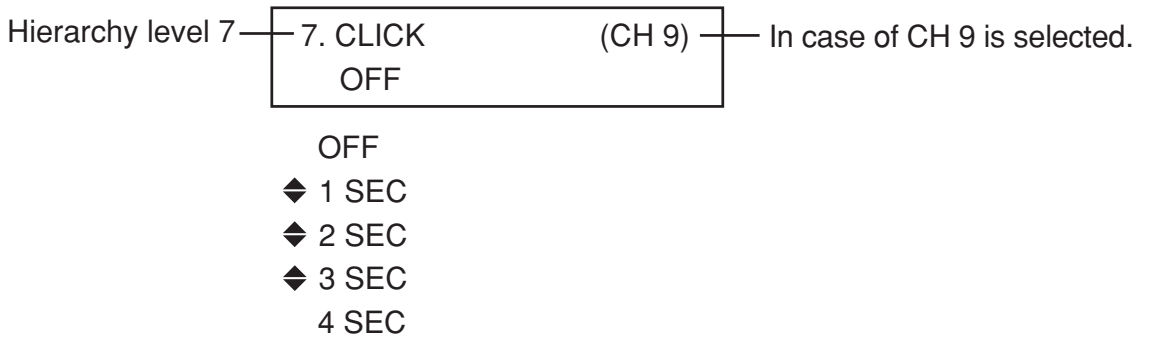 Hierarchy level 7 7. CLICK (CH 9) In case of CH 9 is selected.
OFF
OFF
1 SEC
2 SEC
3 SEC
4 SEC